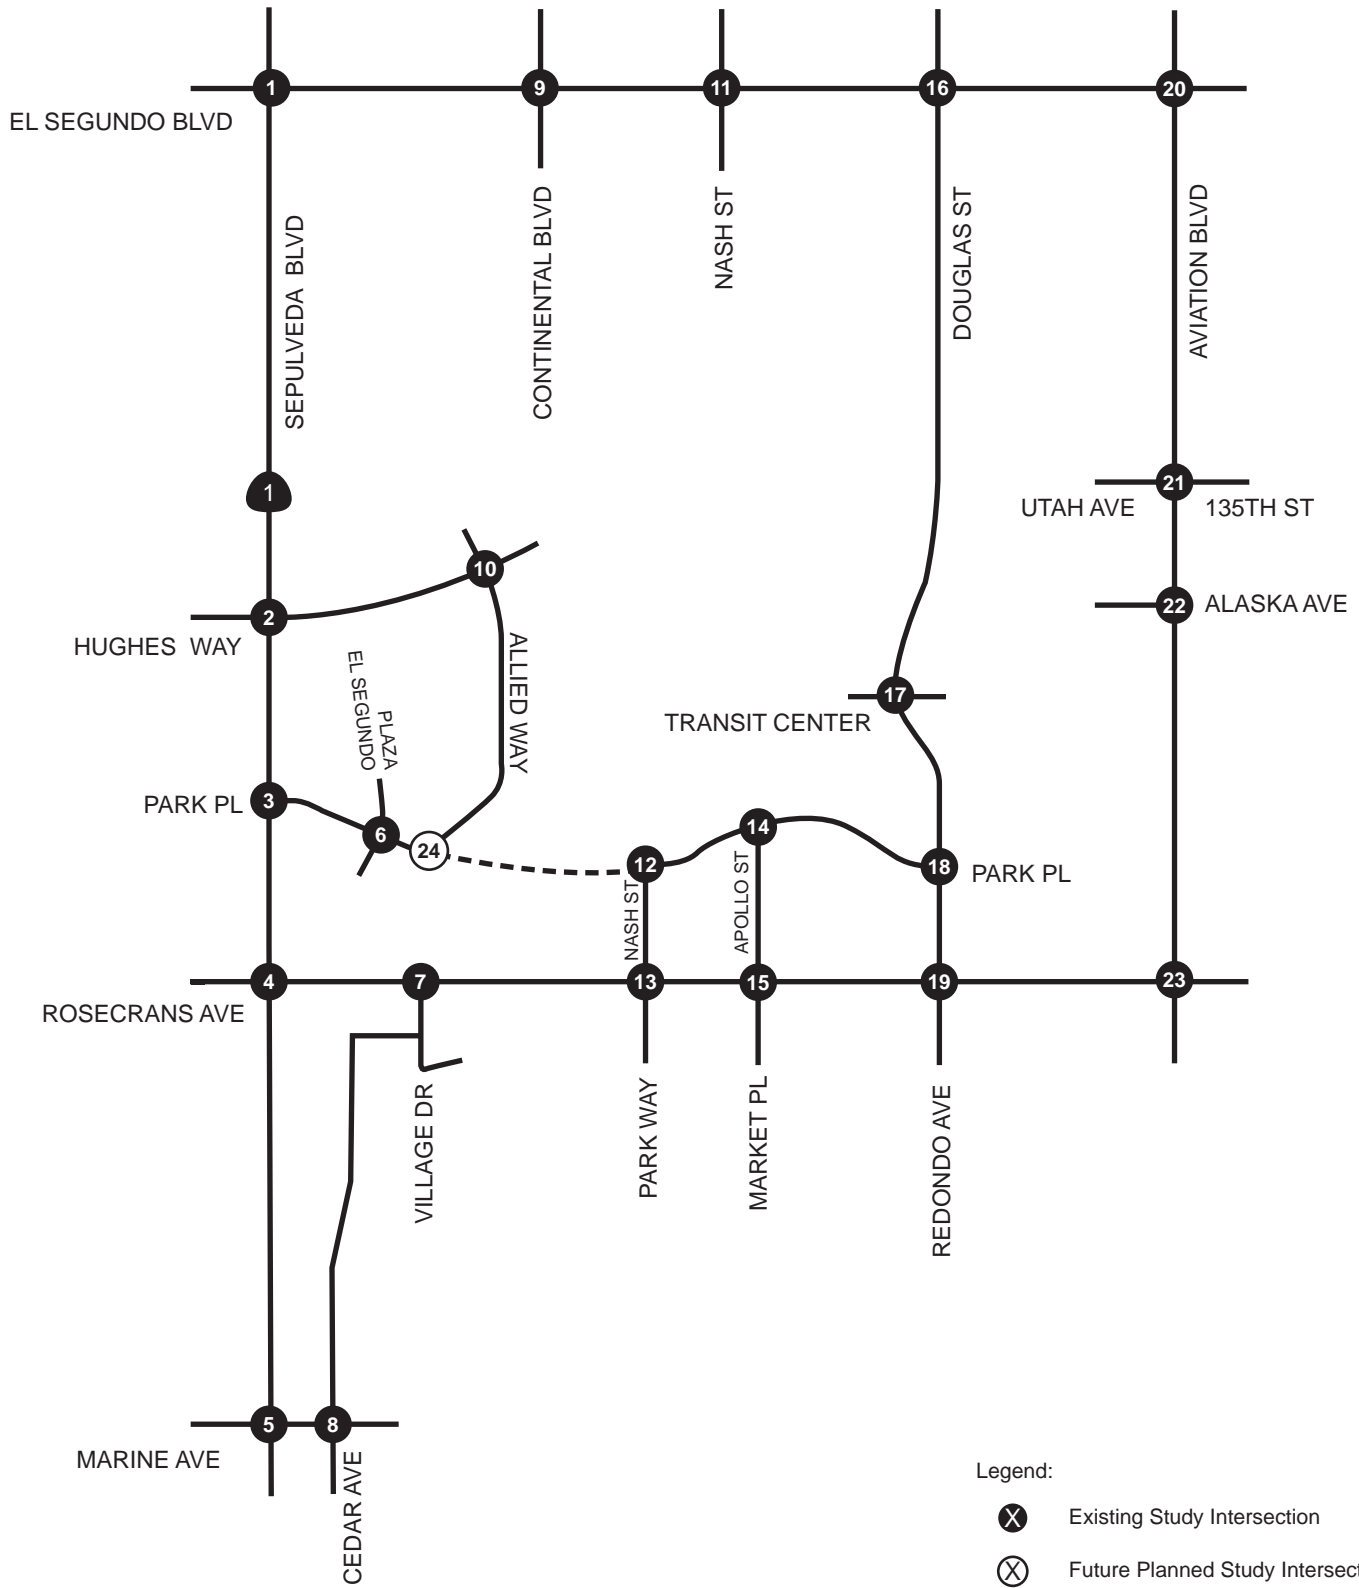 1
9
11
16
20
EL SEGUNDO BLVD
SEPULVEDA BLVD
CONTINENTAL BLVD
NASH ST
DOUGLAS ST
AVIATION BLVD
1
21
UTAH AVE
135TH ST
10
2
HUGHES WAY
22
ALASKA AVE
ALLIED WAY
PLAZA
EL SEGUNDO
17
TRANSIT CENTER
3
PARK PL
6
24
12
14
18
PARK PL
NASH ST
APOLLO ST
4
7
13
15
19
23
ROSECRANS AVE
VILLAGE DR
PARK WAY
MARKET PL
REDONDO AVE
5
8
MARINE AVE
CEDAR AVE
Legend:
X Existing Study Intersection
X Future Planned Study Intersect